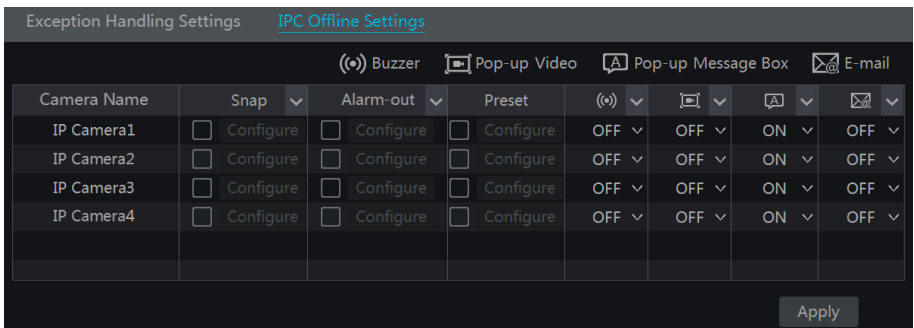 Exception Handling Settings IPC Offline Settings
Buzzer Pop-up Video A Pop-up Message Box E-mail
Camera Name Snap Alarm-out Preset A
IP Camera1 Configure Configure Configure OFF OFF ON OFF
IP Camera2 Configure Configure Configure OFF OFF ON OFF
IP Camera3 Configure Configure Configure OFF OFF ON OFF
IP Camera4 Configure Configure Configure OFF OFF ON OFF
Apply